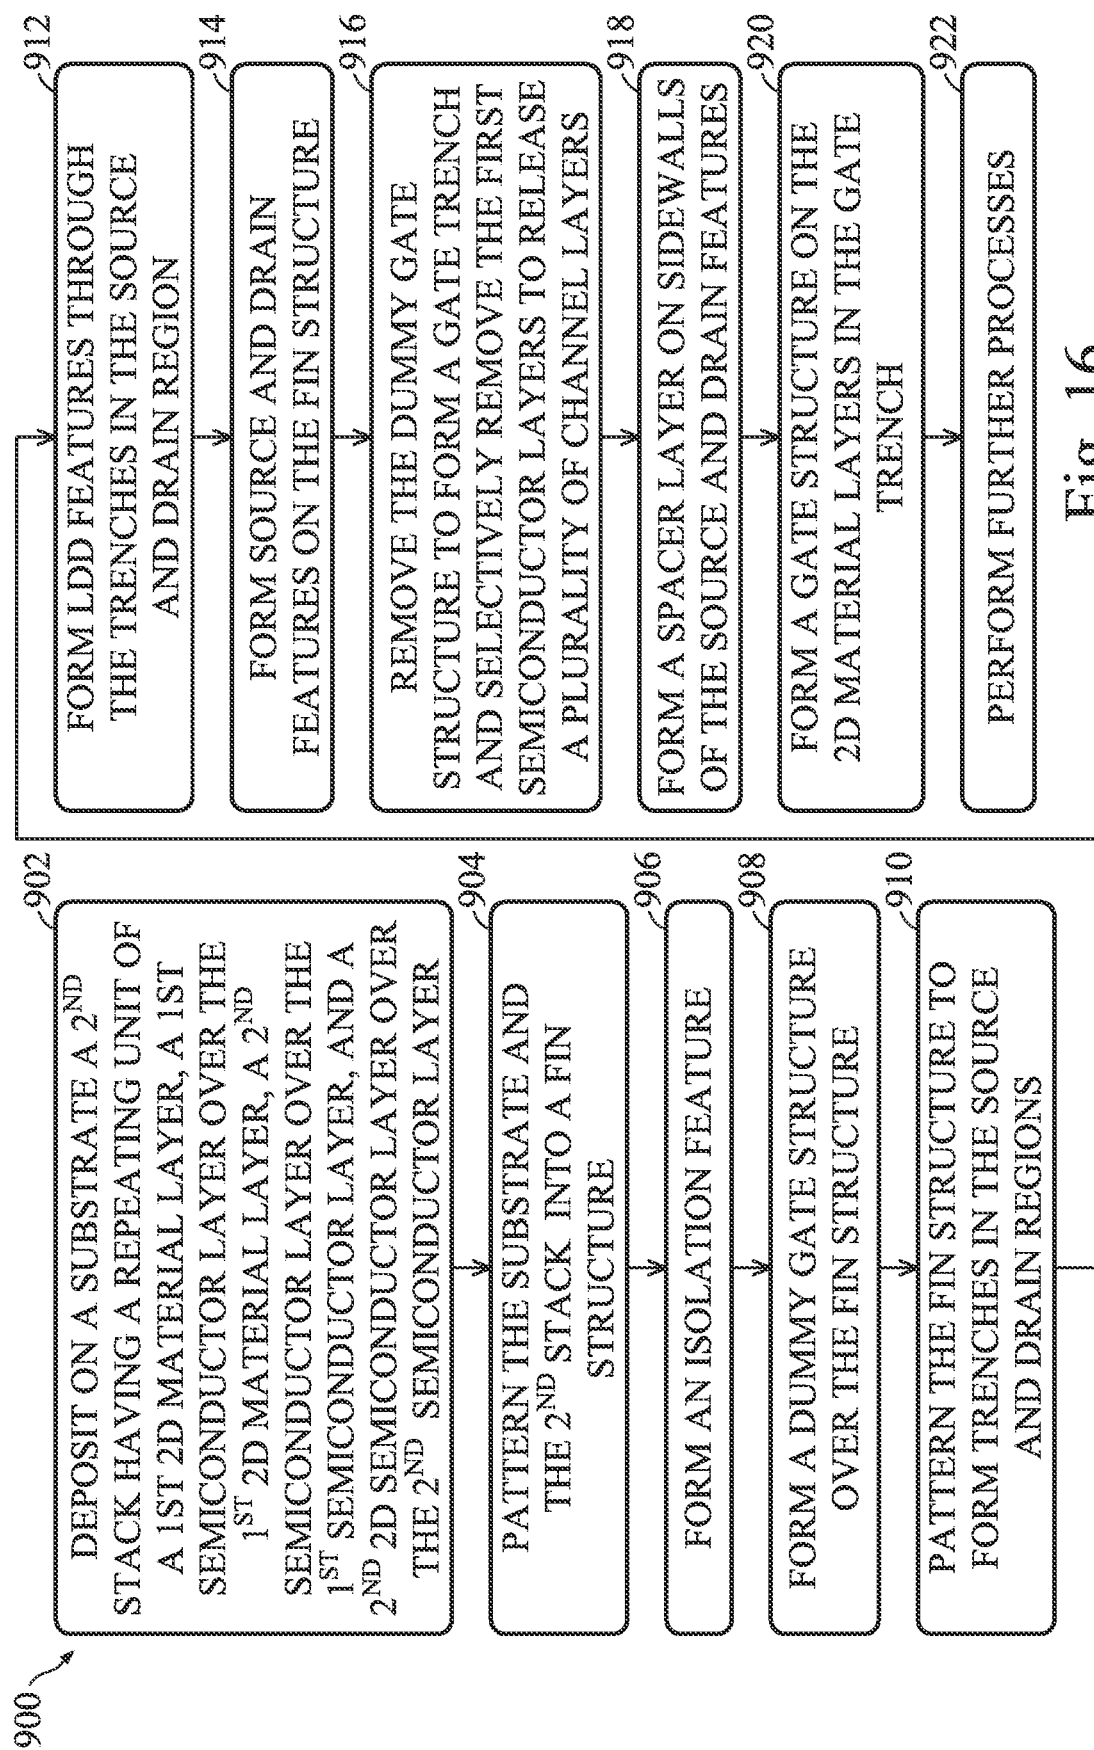 900
902
DEPOSIT ON A SUBSTRATE A 2ND
STACK HAVING A REPEATING UNIT OF
A 1ST 2D MATERIAL LAYER, A 1ST
SEMICONDUCTOR LAYER OVER THE
1ST 2D MATERIAL LAYER, A 2ND
SEMICONDUCTOR LAYER OVER THE
1ST SEMICONDUCTOR LAYER, AND A
2ND 2D SEMICONDUCTOR LAYER OVER
THE 2ND SEMICONDUCTOR LAYER
904
PATTERN THE SUBSTRATE AND
THE 2ND STACK INTO A FIN
STRUCTURE
906
FORM AN ISOLATION FEATURE
908
FORM A DUMMY GATE STRUCTURE
OVER THE FIN STRUCTURE
910
PATTERN THE FIN STRUCTURE TO
FORM TRENCHES IN THE SOURCE
AND DRAIN REGIONS
912
FORM LDD FEATURES THROUGH
THE TRENCHES IN THE SOURCE
AND DRAIN REGION
914
FORM SOURCE AND DRAIN
FEATURES ON THE FIN STRUCTURE
916
REMOVE THE DUMMY GATE
STRUCTURE TO FORM A GATE TRENCH
AND SELECTIVELY REMOVE THE FIRST
SEMICONDUCTOR LAYERS TO RELEASE
A PLURALITY OF CHANNEL LAYERS
918
FORM A SPACER LAYER ON SIDEWALLS
OF THE SOURCE AND DRAIN FEATURES
920
FORM A GATE STRUCTURE ON THE
2D MATERIAL LAYERS IN THE GATE
TRENCH
922
PERFORM FURTHER PROCESSES
Fig. 16